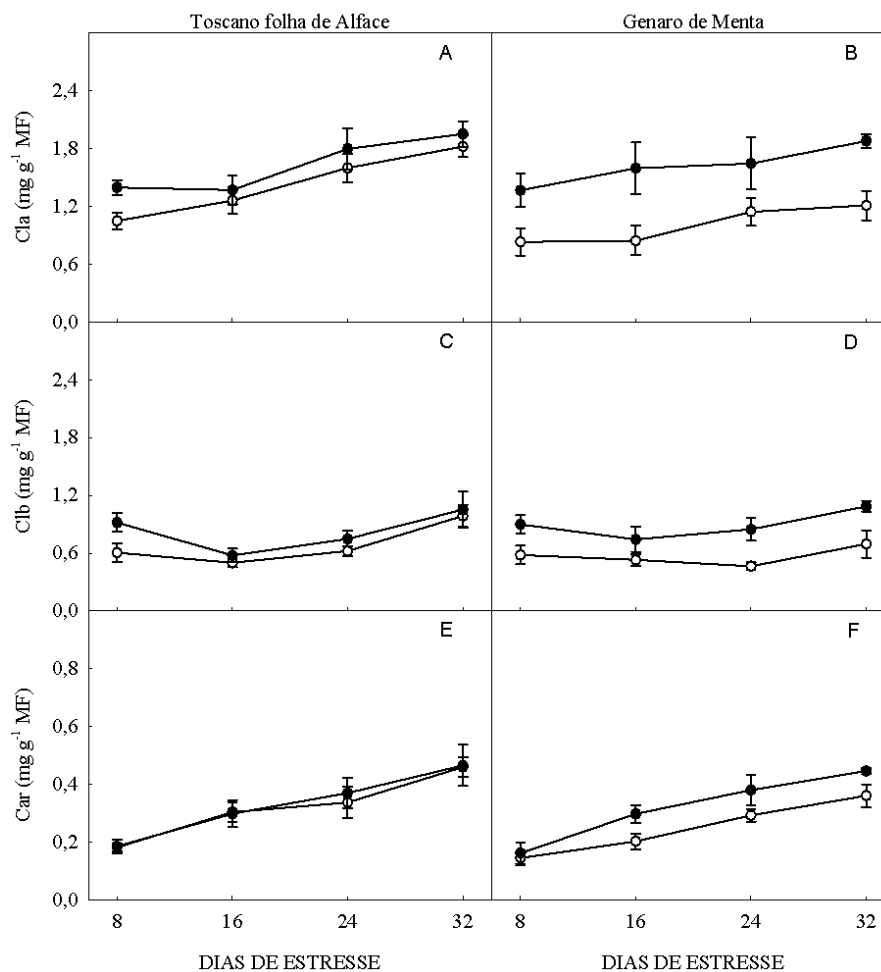 Toscano folha de Alface
Genaro de Menta
A
B
Cla (mg g⁻¹ MF)
2,4
1,8
1,2
0,6
0,0
C
D
Clb (mg g⁻¹ MF)
2,4
1,2
0,6
0,0
E
F
Car (mg g⁻¹ MF)
0,8
0,6
0,4
0,2
0,0
8 16 24 32
8 16 24 32
DIAS DE ESTRESSE
DIAS DE ESTRESSE